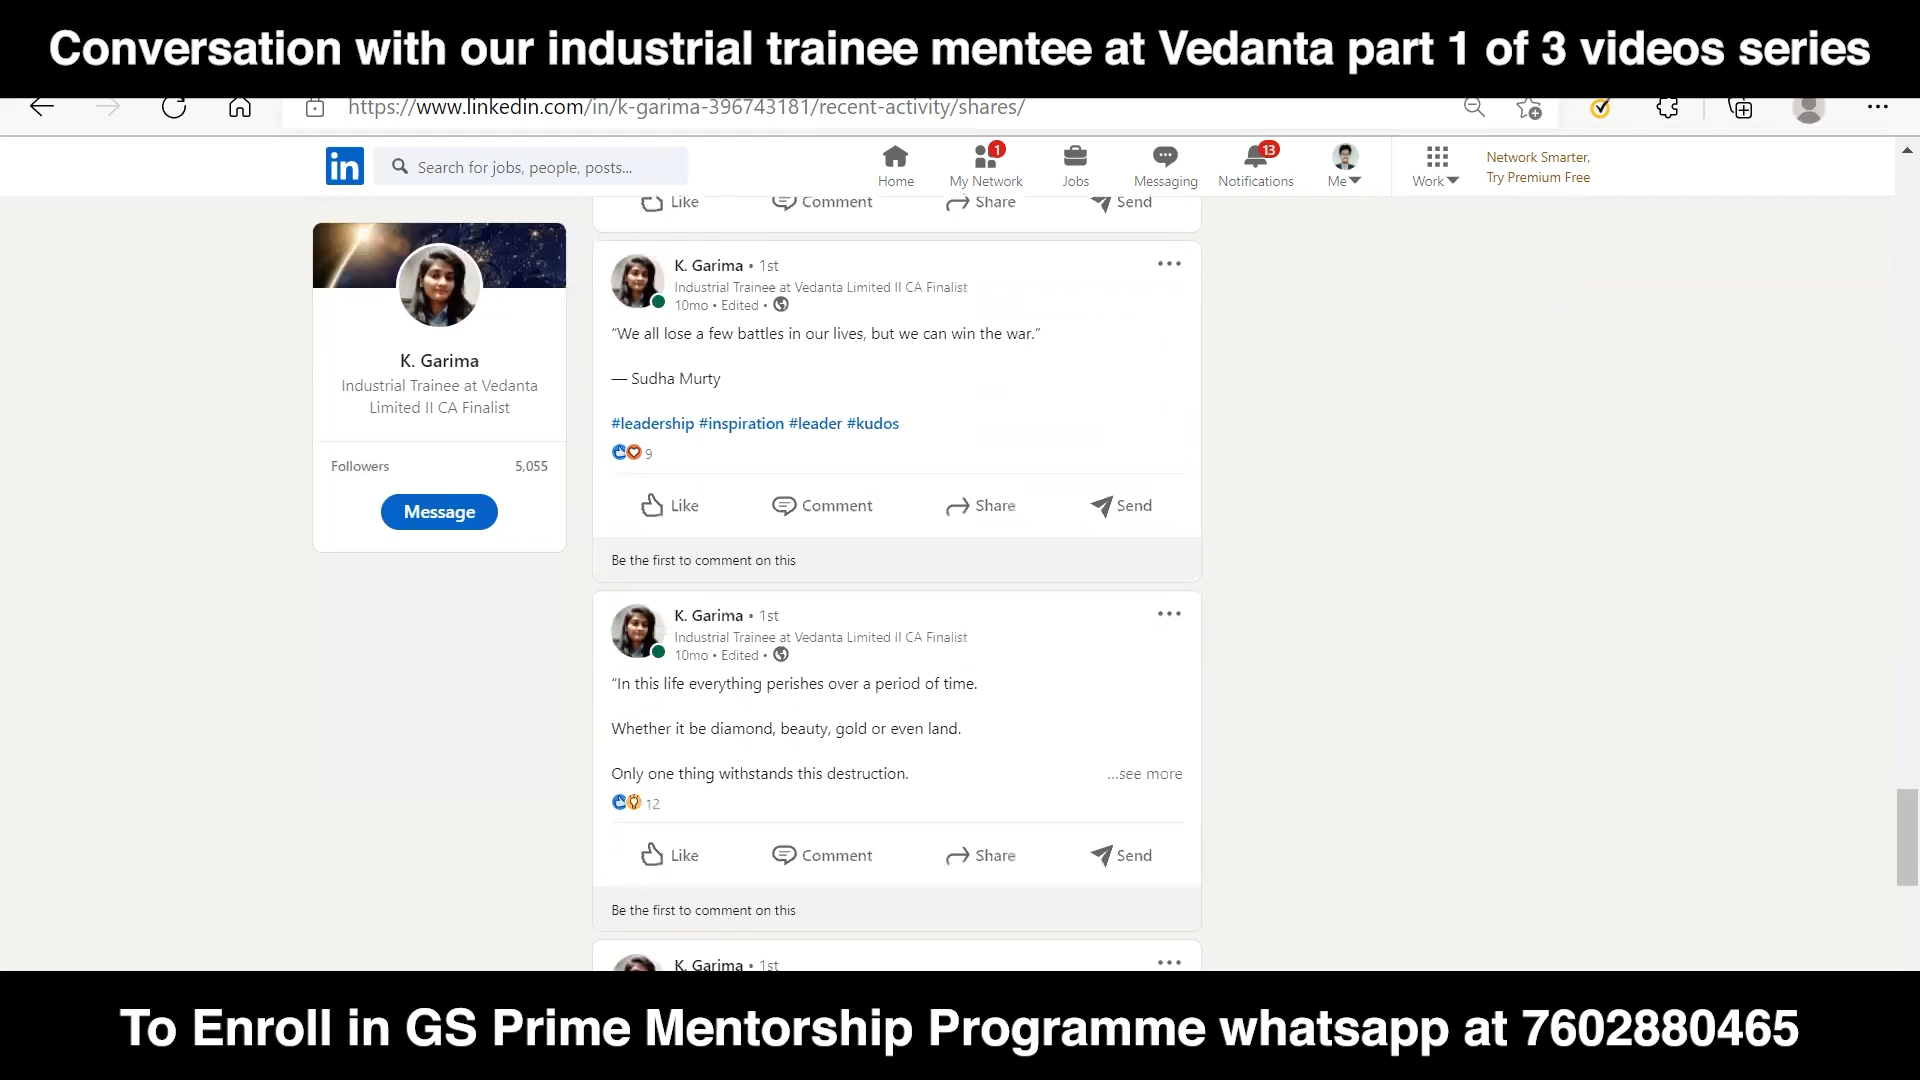 Conversation with our industrial trainee mentee at Vedanta part 1 of 3 videos series
https://www.linkedin.com/in/k-garima-396743181/recent-activity/shares/
in
Search for jobs, people, posts...
Home
1
My Network
Jobs
Messaging
13
Notifications
Me
Work
Network Smarter,
Try Premium Free
Like
Comment
Share
Send
K. Garima
Industrial Trainee at Vedanta
Limited II CA Finalist
Followers 5,055
Message
K. Garima • 1st
Industrial Trainee at Vedanta Limited II CA Finalist
10mo • Edited •
“We all lose a few battles in our lives, but we can win the war.”
— Sudha Murty
#leadership #inspiration #leader #kudos
9
Like
Comment
Share
Send
Be the first to comment on this
K. Garima • 1st
Industrial Trainee at Vedanta Limited II CA Finalist
10mo • Edited •
“In this life everything perishes over a period of time.
Whether it be diamond, beauty, gold or even land.
Only one thing withstands this destruction.
...see more
12
Like
Comment
Share
Send
Be the first to comment on this
K. Garima • 1st
To Enroll in GS Prime Mentorship Programme whatsapp at 7602880465